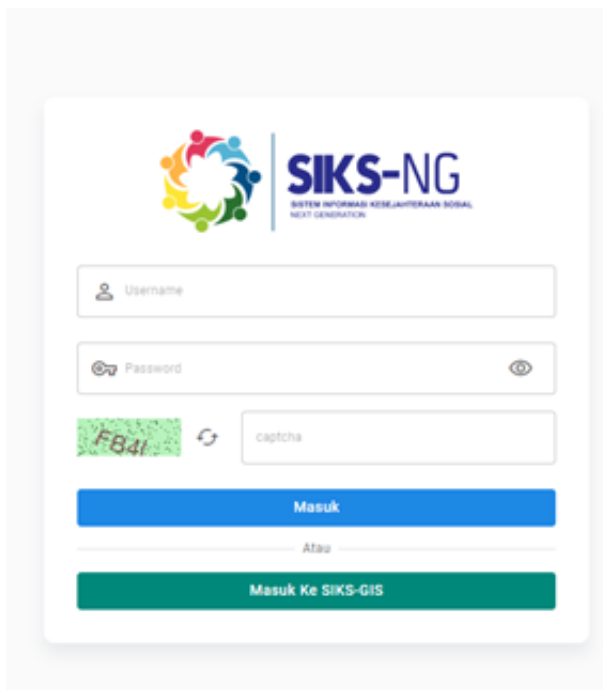 SIKS-NG
SISTEM INFORMASI KESEJAHTERAAN SOSIAL
NEXT GENERATION
Username
Password
captcha
Masuk
Atau
Masuk Ke SIKS-GIS